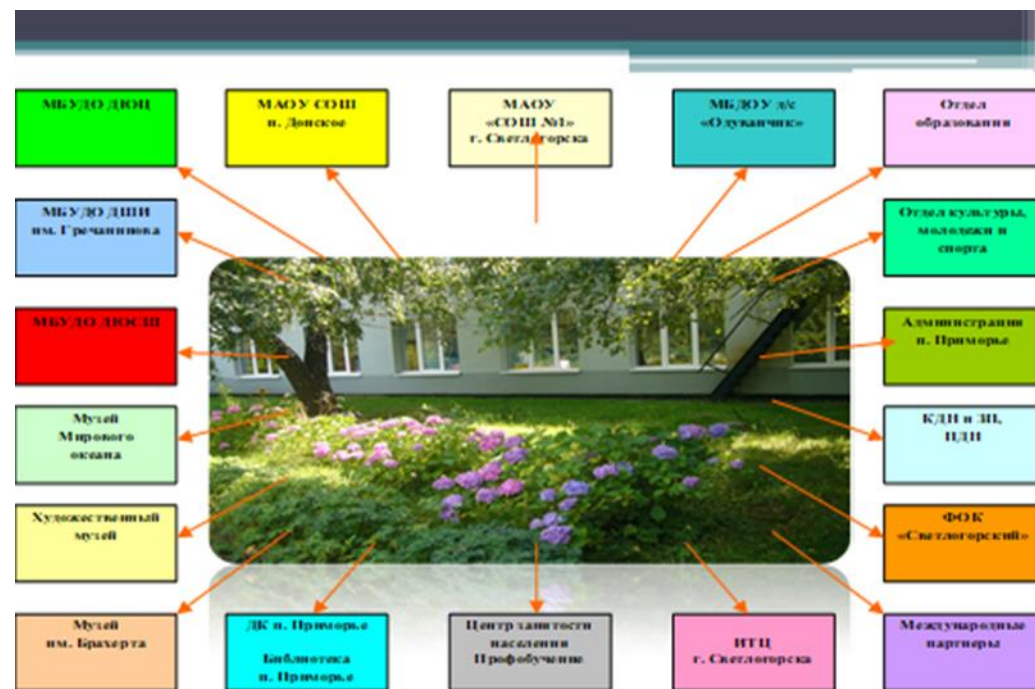 МБУДО ДЮЦ
МАОУ СОШ
п. Донское
МАОУ
«СОШ №1»
г. Светлогорска
МБДОУ д/с
«Одуванчик»
Отдел
образования
МБУДО ДШИ
им. Гречанинова
Отдел культуры,
молодежи и
спорта
МБУДО ДЮСШ
Администрация
п. Приморье
Музей
Мирового
океана
КДН и ЗП,
ПДН
Художественный
музей
ФОК
«Светлогорский»
Музей
им. Брахерта
ДК п. Приморье
Библиотека
п. Приморье
Центр занятости
населения
Профобучение
ИТЦ
г. Светлогорска
Международные
партнеры